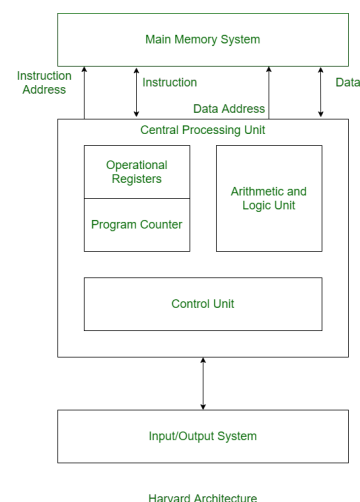 Main Memory System
Instruction
Address
Instruction
Data
Data Address
Central Processing Unit
Operational
Registers
Arithmetic and
Logic Unit
Program Counter
Control Unit
Input/Output System
Harvard Architecture